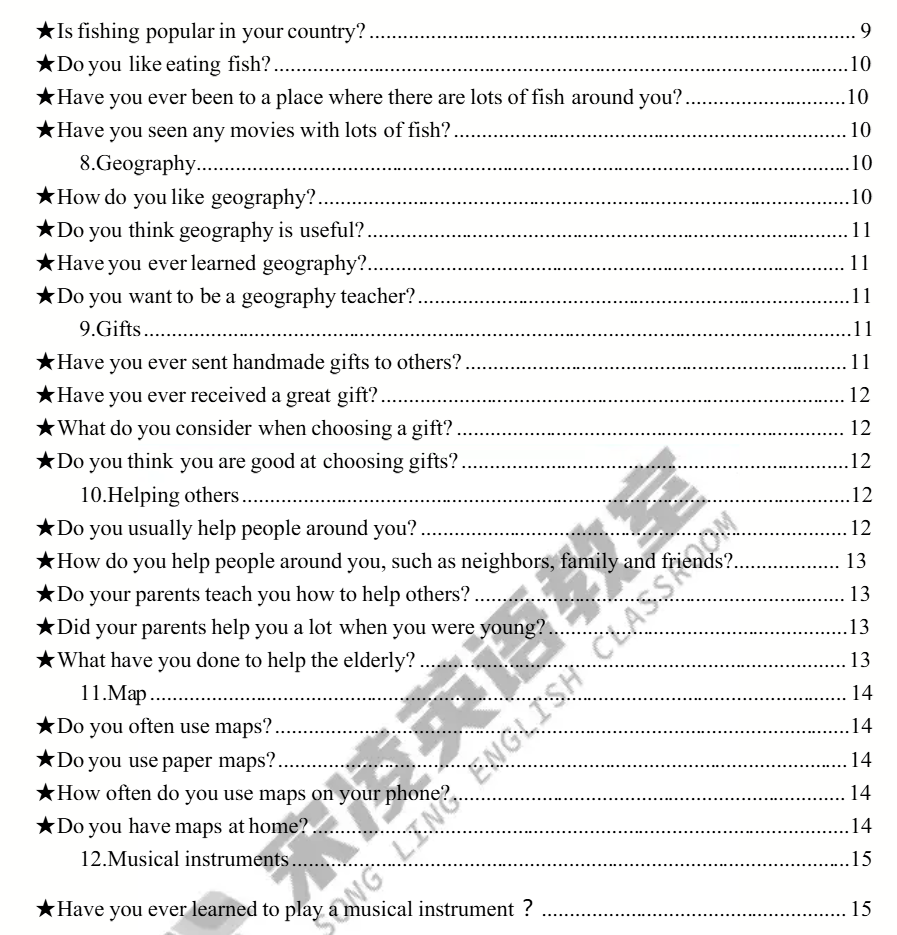 ★Is fishing popular in your country? ........ 9
★Do you like eating fish? ........ 10
★Have you ever been to a place where there are lots of fish around you? ........ 10
★Have you seen any movies with lots of fish? ........ 10
8.Geography ........ 10
★How do you like geography? ........ 10
★Do you think geography is useful? ........ 11
★Have you ever learned geography? ........ 11
★Do you want to be a geography teacher? ........ 11
9.Gifts ........ 11
★Have you ever sent handmade gifts to others? ........ 11
★Have you ever received a great gift? ........ 12
★What do you consider when choosing a gift? ........ 12
★Do you think you are good at choosing gifts? ........ 12
10.Helping others ........ 12
★Do you usually help people around you? ........ 12
★How do you help people around you, such as neighbors, family and friends? ........ 13
★Do your parents teach you how to help others? ........ 13
★Did your parents help you a lot when you were young? ........ 13
★What have you done to help the elderly? ........ 13
11.Map ........ 14
★Do you often use maps? ........ 14
★Do you use paper maps? ........ 14
★How often do you use maps on your phone? ........ 14
★Do you have maps at home? ........ 14
12.Musical instruments ........ 15
★Have you ever learned to play a musical instrument？ ........ 15
英语教室
SONG LING ENGLISH CLASSROOM